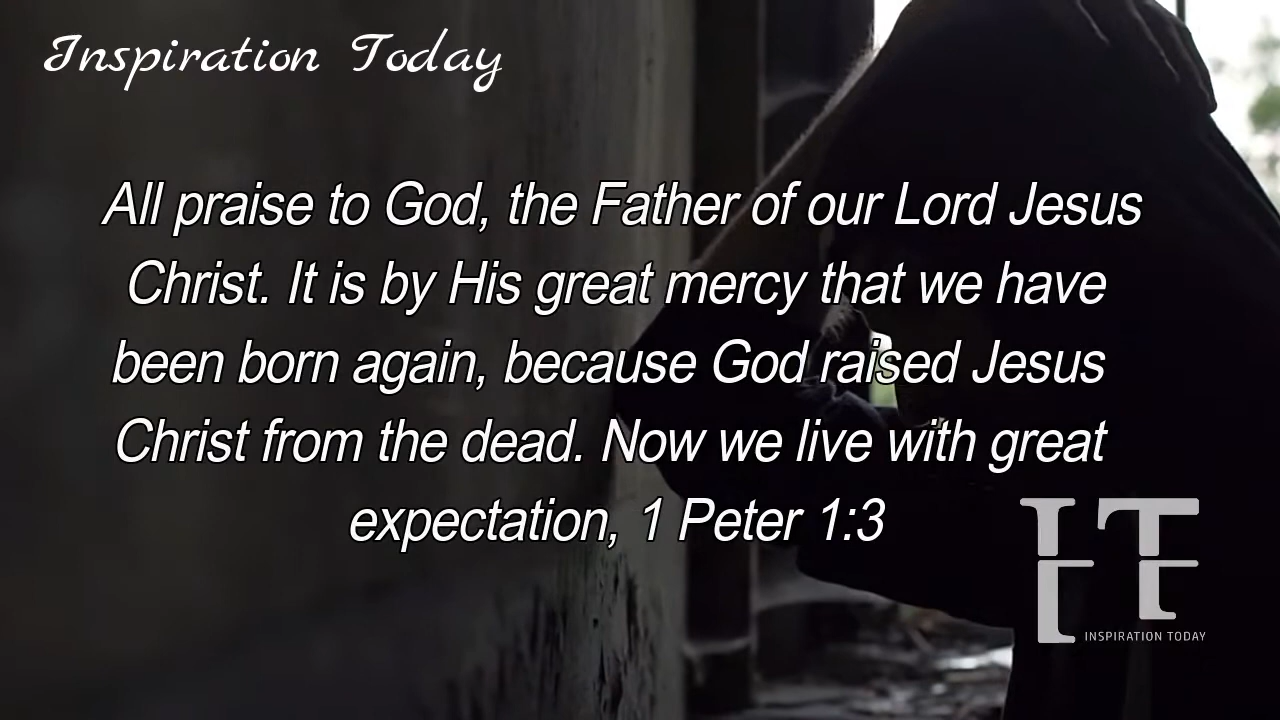 Inspiration Today
All praise to God, the Father of our Lord Jesus
Christ. It is by His great mercy that we have
been born again, because God raised Jesus
Christ from the dead. Now we live with great
expectation, 1 Peter 1:3
IT
INSPIRATION TODAY